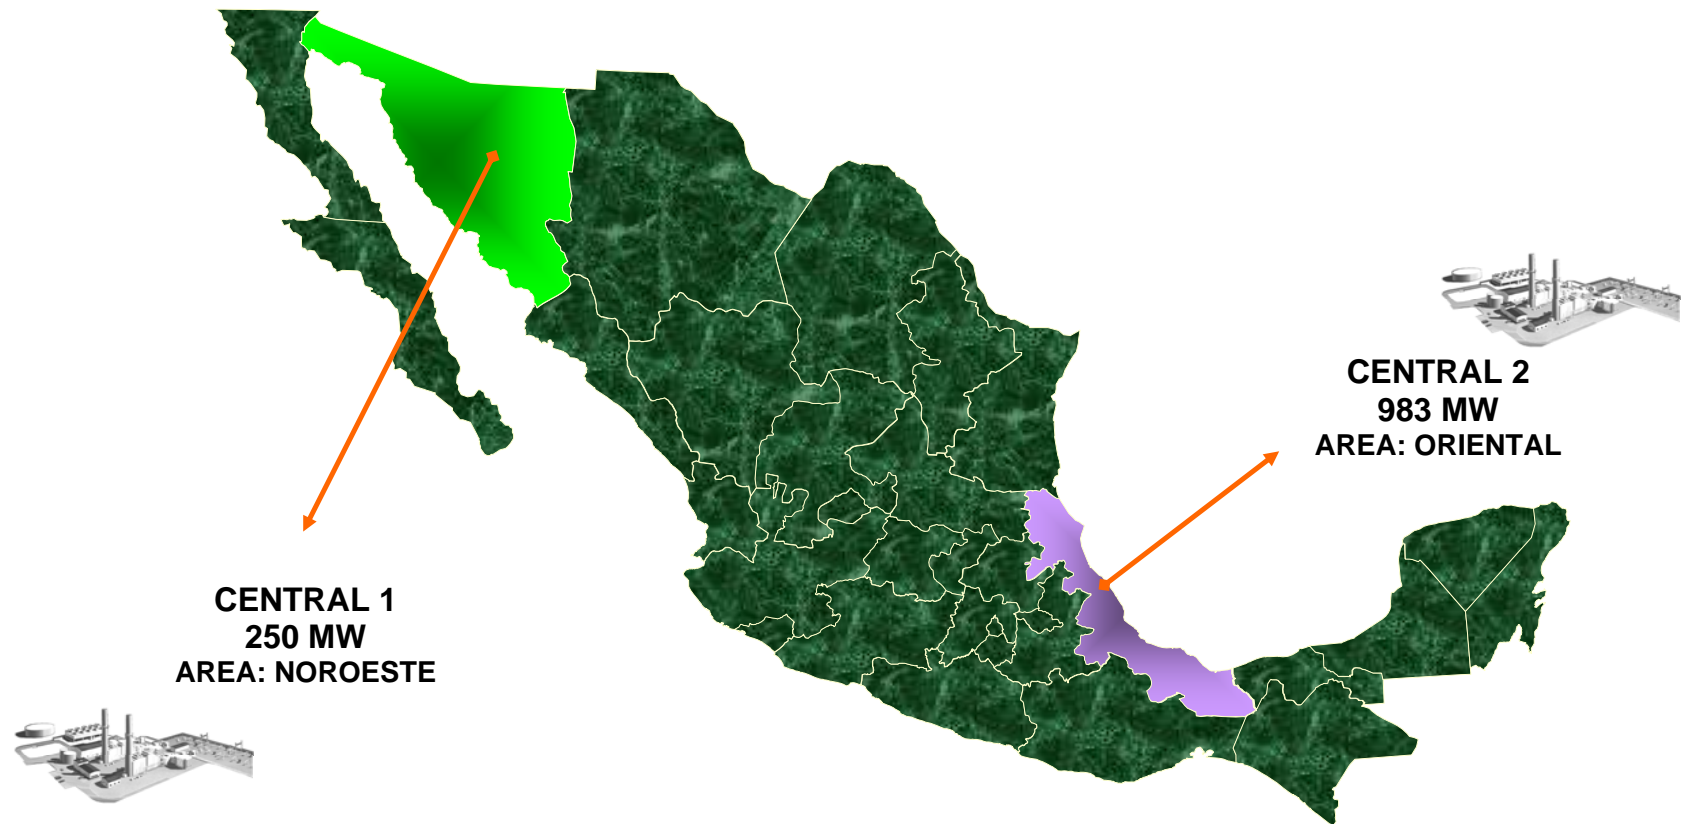 CENTRAL 2
983 MW
AREA: ORIENTAL
CENTRAL 1
250 MW
AREA: NOROESTE